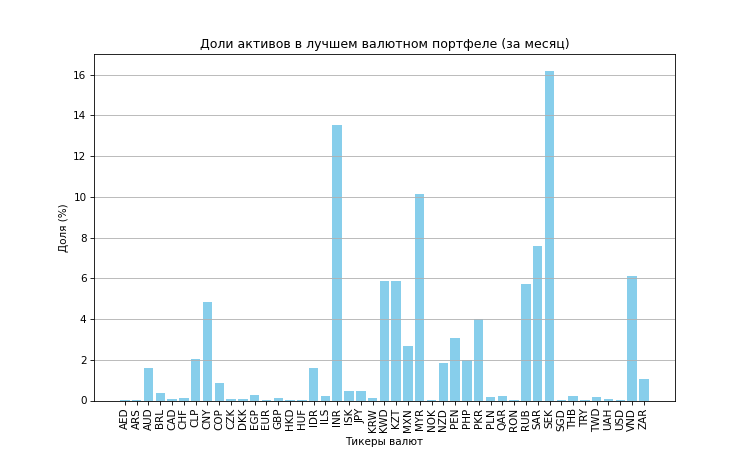 Доли активов в лучшем валютном портфеле (за месяц)
Доля (%)
16
14
12
10
8
6
4
2
0
AED ARS AUD BRL CAD CHF CLP CNY COP CZK DKK EGP EUR GBP HKD HUF IDR ILS INR ISK JPY KRW KWD KZT MXN MYR NOK NZD PEN PHP PKR PLN QAR RON RUB SAR SEK SGD THB TRY TWD UAH USD VND ZAR
Тикеры валют